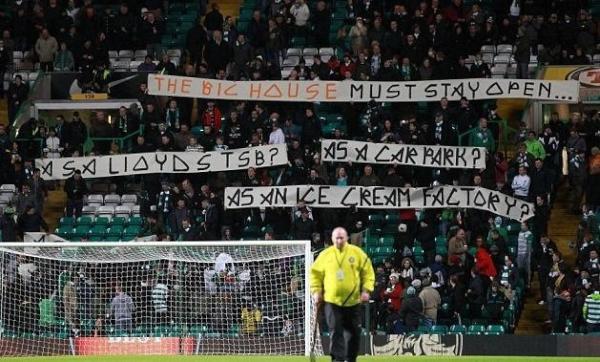 THE BIG HOUSE MUST STAY OPEN...
AS A LLOYDS TSB?
AS A CAR PARK?
AS AN ICE CREAM FACTORY?